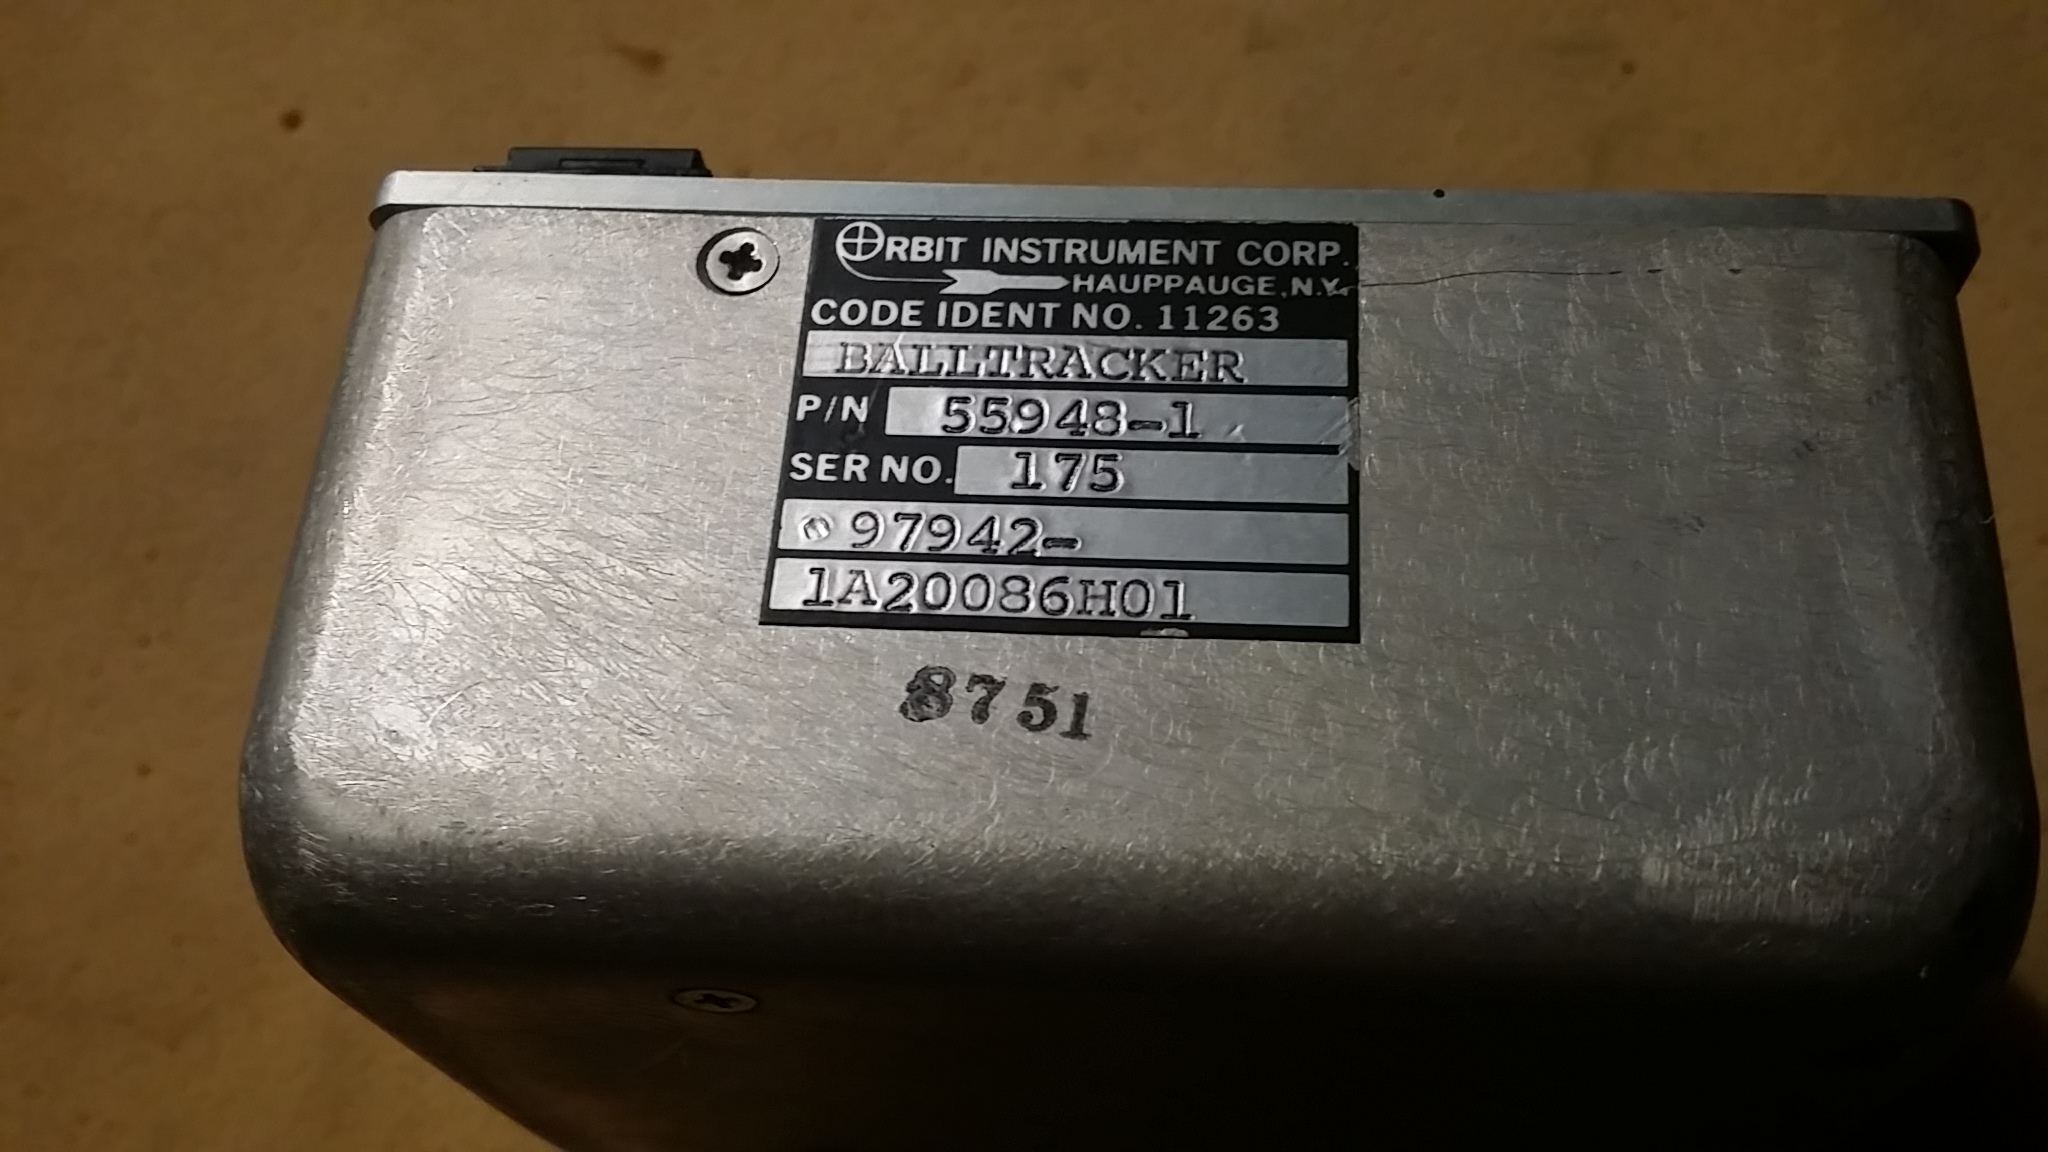 ORBIT INSTRUMENT CORP.
HAUPPAUGE, N.Y.
CODE IDENT NO. 11263
BALLTRACKER
P/N 55948-1
SER NO. 175
97942-
1A20086H01
8751